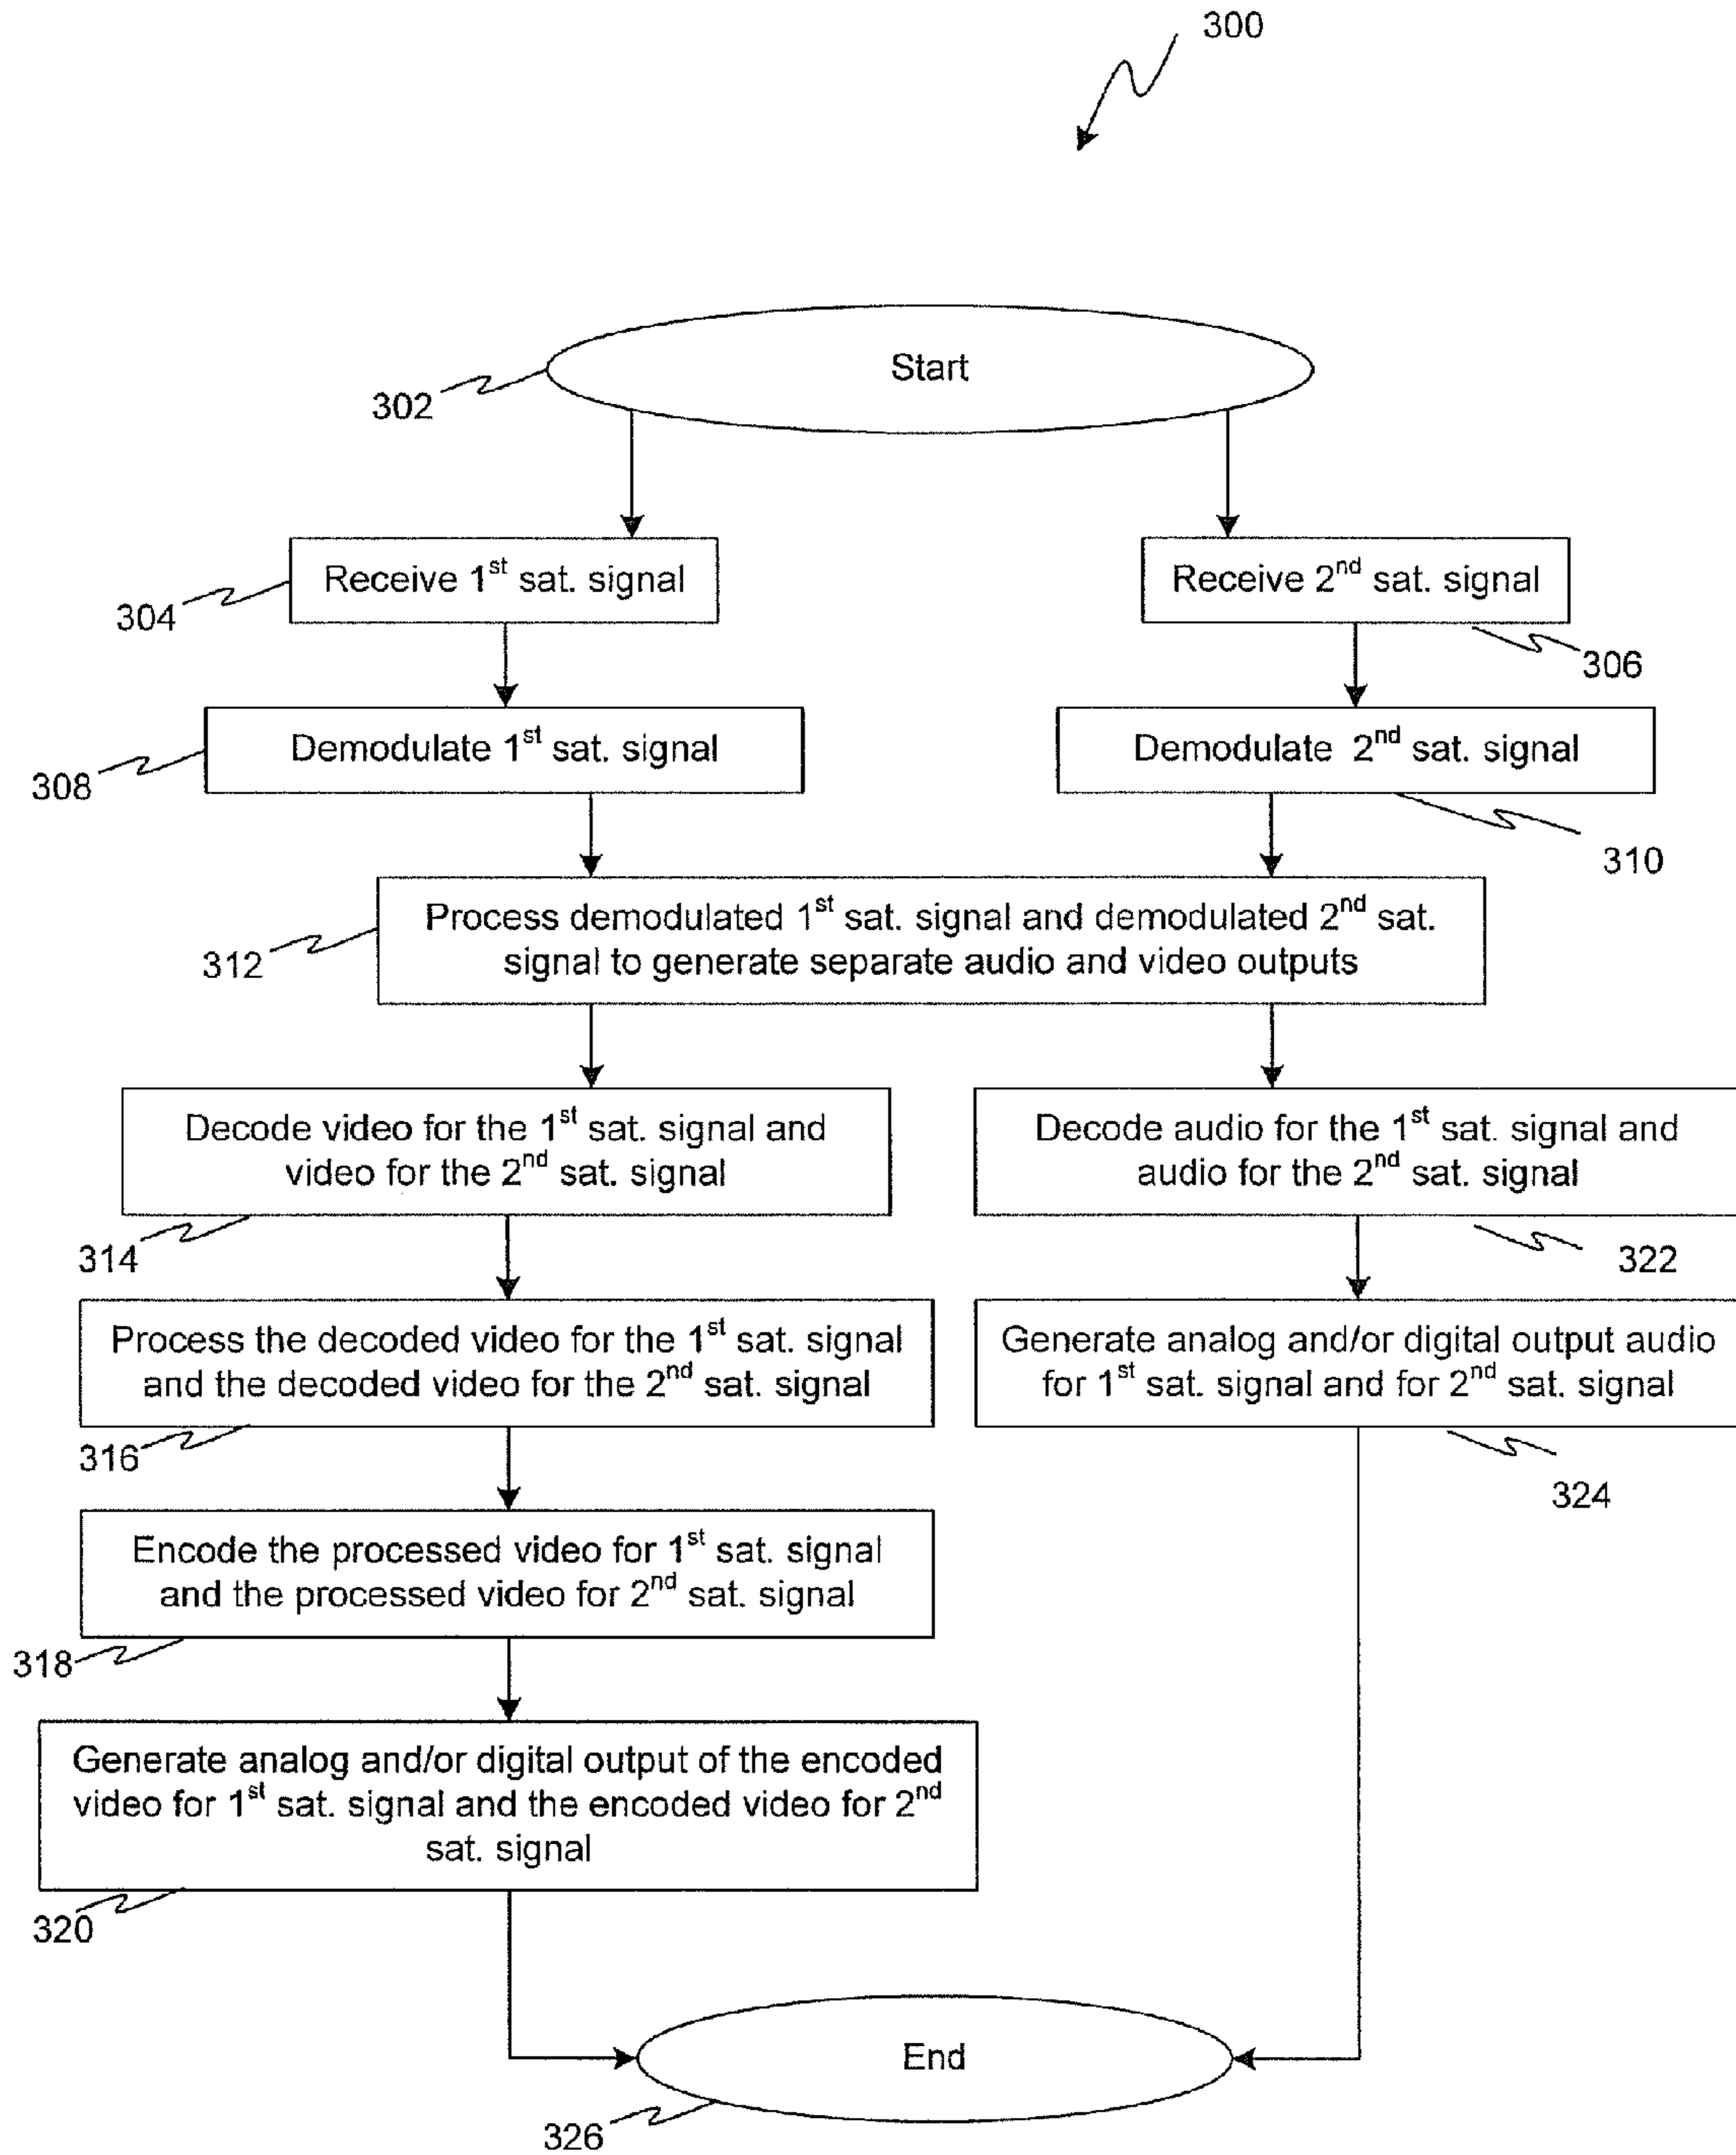 300
Start
302
Receive 1st sat. signal
304
Receive 2nd sat. signal
306
Demodulate 1st sat. signal
308
Demodulate 2nd sat. signal
310
Process demodulated 1st sat. signal and demodulated 2nd sat.
signal to generate separate audio and video outputs
312
Decode video for the 1st sat. signal and
video for the 2nd sat. signal
314
Decode audio for the 1st sat. signal and
audio for the 2nd sat. signal
322
Process the decoded video for the 1st sat. signal
and the decoded video for the 2nd sat. signal
316
Generate analog and/or digital output audio
for 1st sat. signal and for 2nd sat. signal
324
Encode the processed video for 1st sat. signal
and the processed video for 2nd sat. signal
318
Generate analog and/or digital output of the encoded
video for 1st sat. signal and the encoded video for 2nd
sat. signal
320
End
326